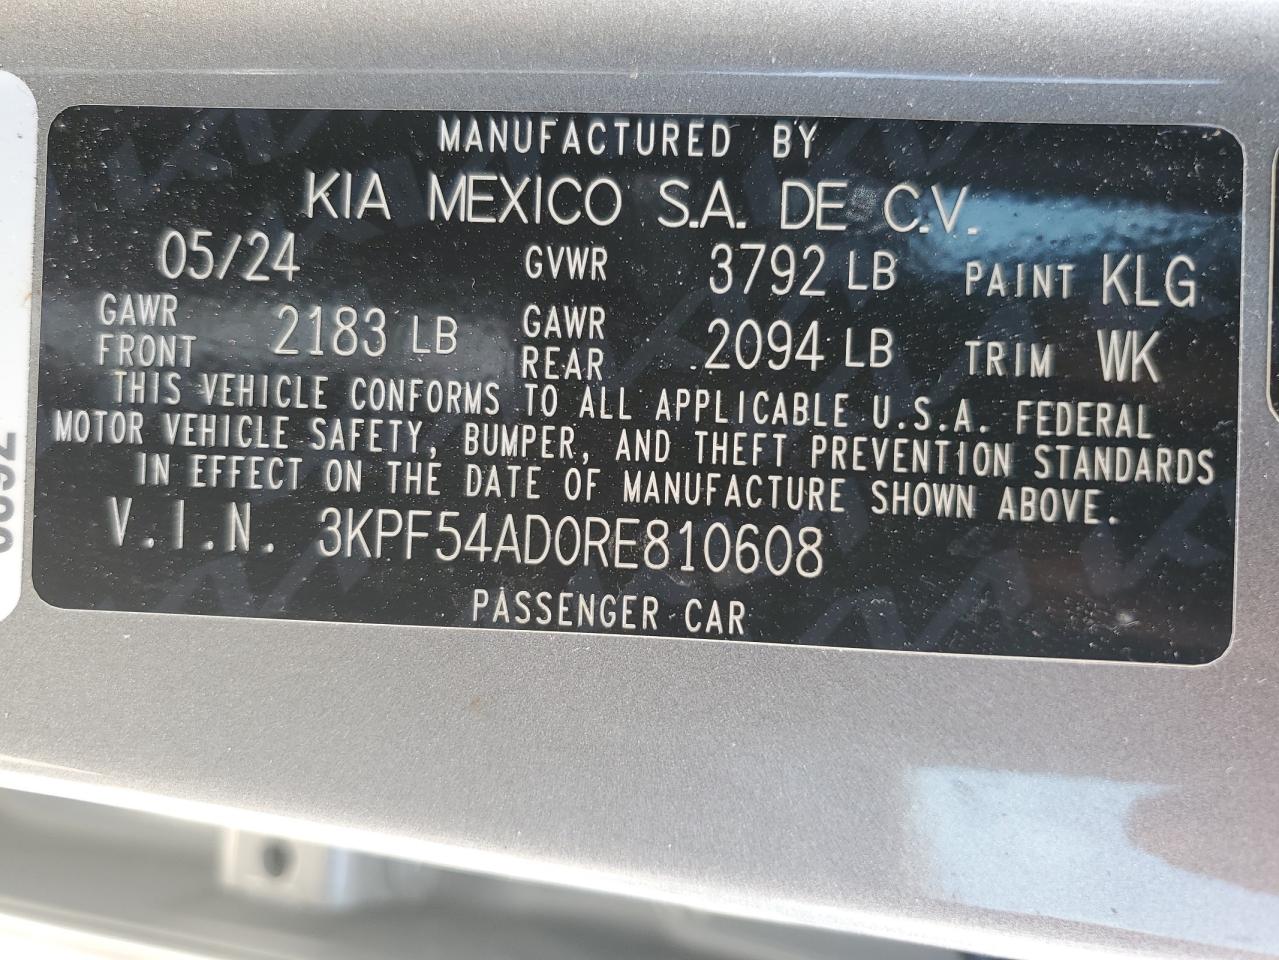 MANUFACTURED BY
KIA MEXICO S.A. DE C.V.
05/24 GVWR 3792 LB PAINT KLG
GAWR FRONT 2183 LB GAWR REAR 2094 LB TRIM WK
THIS VEHICLE CONFORMS TO ALL APPLICABLE U.S.A. FEDERAL
MOTOR VEHICLE SAFETY, BUMPER, AND THEFT PREVENTION STANDARDS
IN EFFECT ON THE DATE OF MANUFACTURE SHOWN ABOVE.
V.I.N. 3KPF54AD0RE810608
PASSENGER CAR